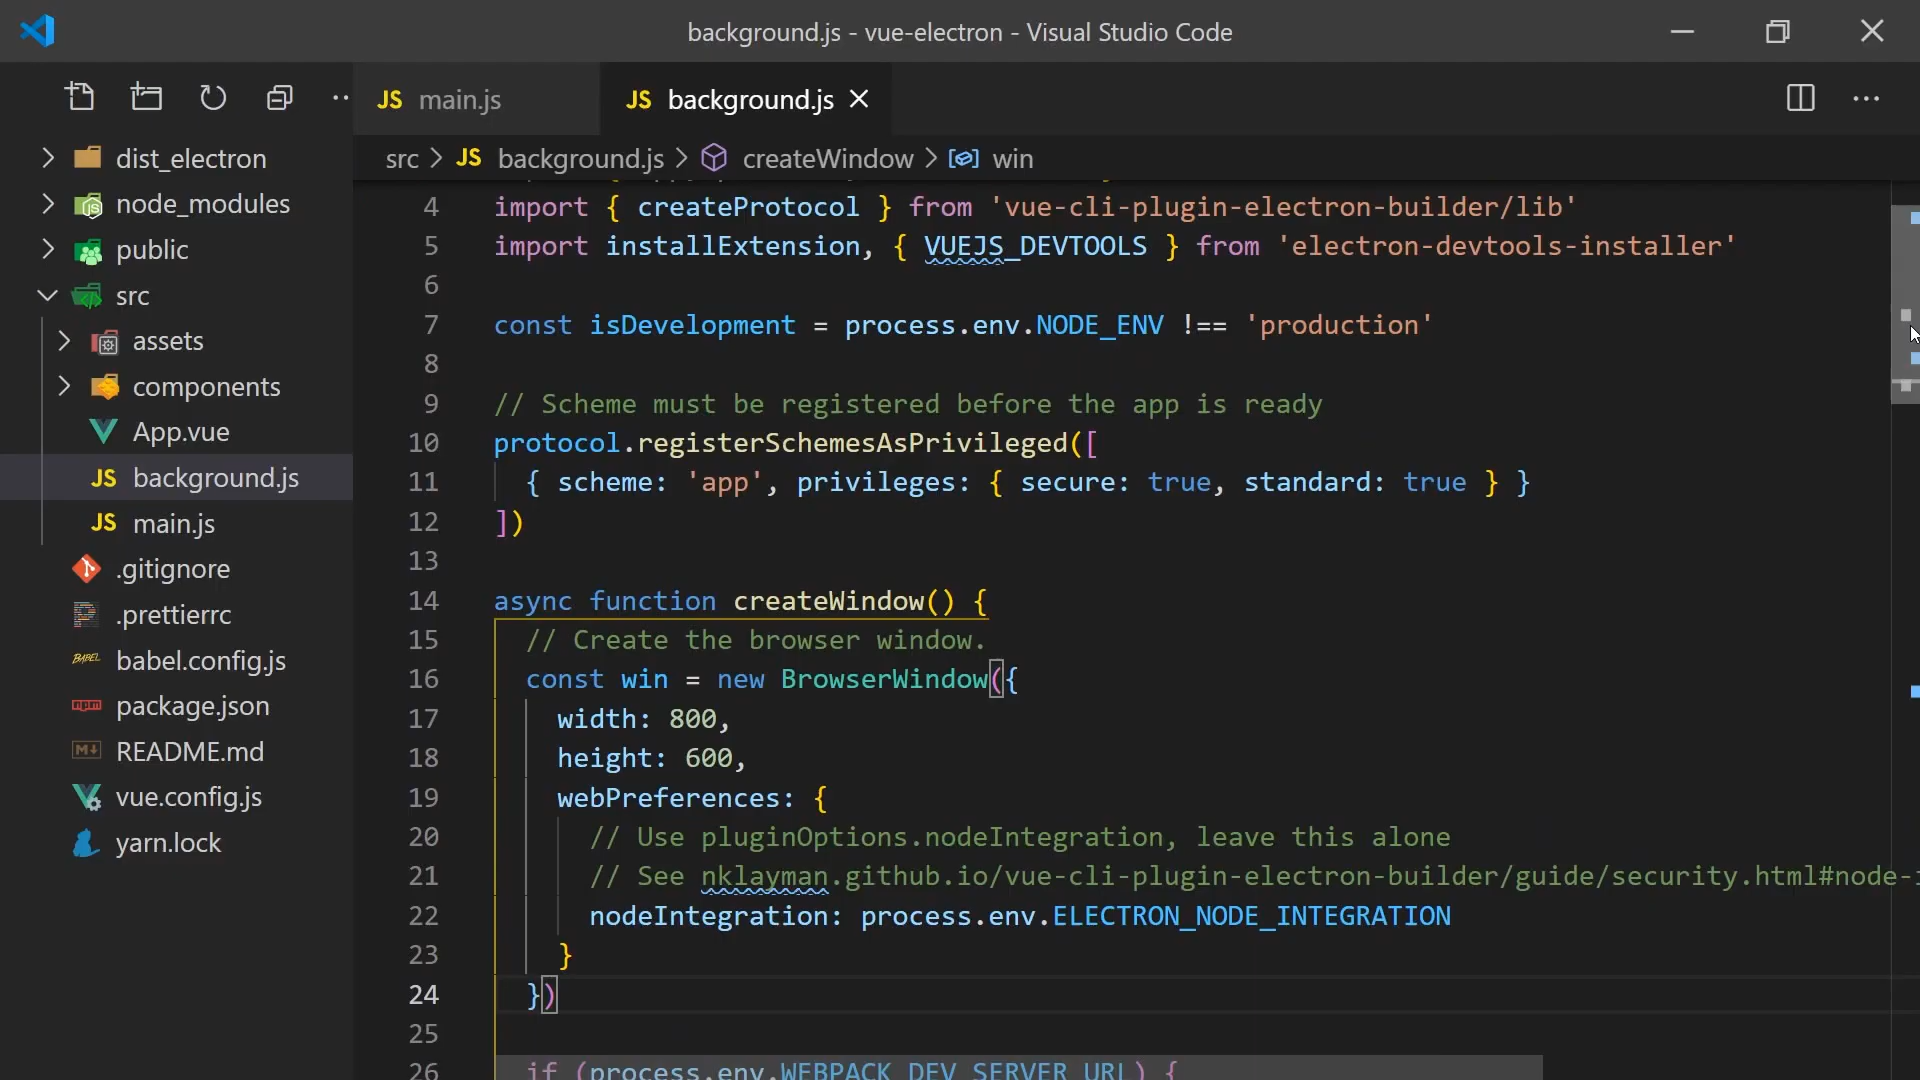 background.js - vue-electron - Visual Studio Code
JS main.js
JS background.js
src > JS background.js > createWindow > win
dist_electron
node_modules
public
src
assets
components
App.vue
JS background.js
JS main.js
.gitignore
.prettierrc
BABEL babel.config.js
npm package.json
M README.md
vue.config.js
yarn.lock
4 import { createProtocol } from 'vue-cli-plugin-electron-builder/lib'
5 import installExtension, { VUEJS_DEVTOOLS } from 'electron-devtools-installer'
6
7 const isDevelopment = process.env.NODE_ENV !== 'production'
8
9 // Scheme must be registered before the app is ready
10 protocol.registerSchemesAsPrivileged([
11 { scheme: 'app', privileges: { secure: true, standard: true } }
12 ])
13
14 async function createWindow() {
15 // Create the browser window.
16 const win = new BrowserWindow({
17 width: 800,
18 height: 600,
19 webPreferences: {
20 // Use pluginOptions.nodeIntegration, leave this alone
21 // See nklayman.github.io/vue-cli-plugin-electron-builder/guide/security.html#node-
22 nodeIntegration: process.env.ELECTRON_NODE_INTEGRATION
23 }
24 })
25
26 if (process.env.WEBPACK_DEV_SERVER_URL) {